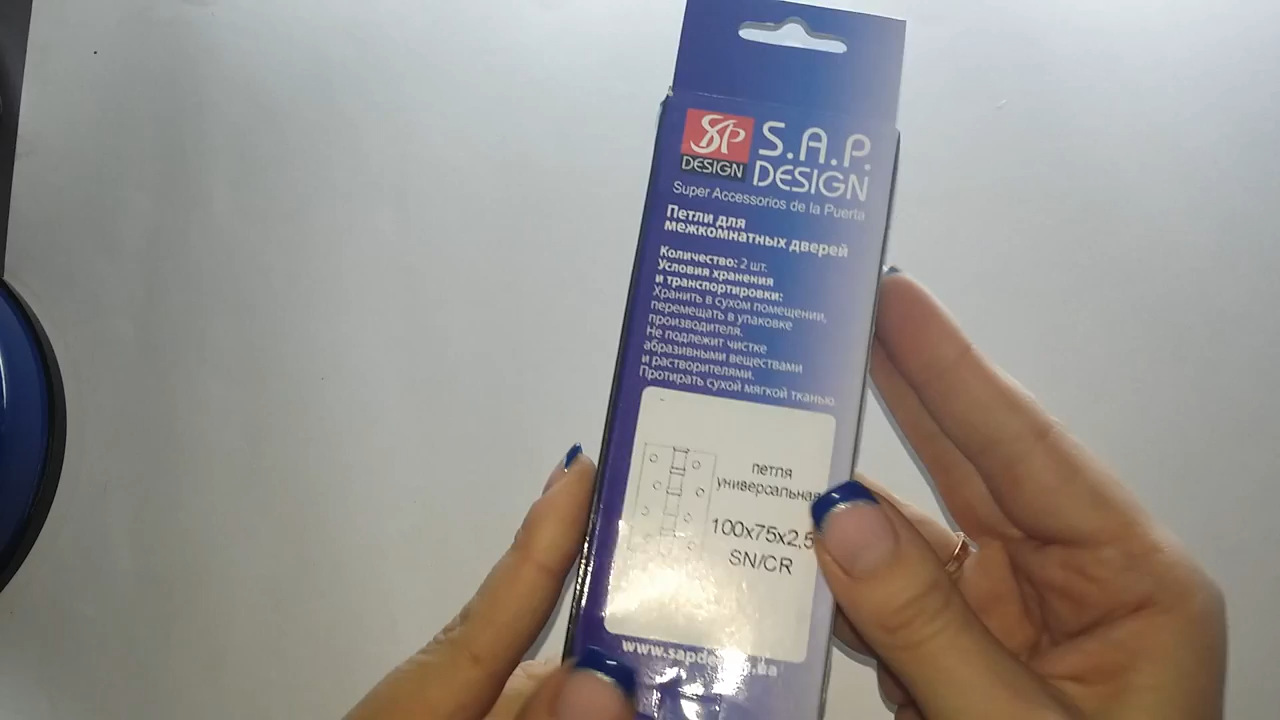 SP
DESIGN
S.A.P.
DESIGN
Super Accessorios de la Puerta
Петли для
межкомнатных дверей
Количество: 2 шт.
Условия хранения
и транспортировки:
Хранить в сухом помещении,
перемещать в упаковке
производителя.
Не подлежит чистке
абразивными веществами
и растворителями.
Протирать сухой мягкой тканью
петля
универсальная
100x75x2,5
SN/CR